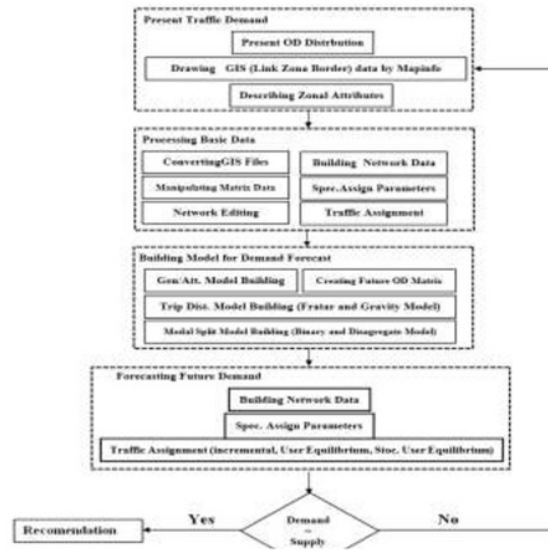 Present Traffic Demand
Present OD Distrbution
Drawing GIS (Link Zona Border) data by Mapinfo
Describing Zonal Attributes
Processing Basic Data
ConvertingGIS Files
Building Network Data
Manipulating Matrix Data
Spec.Assign Parameters
Network Editing
Traffic Assignment
Building Model for Demand Forecast
Gen/Att. Model Building
Creating Future OD Matrix
Trip Dist. Model Building (Fratar and Gravity Model)
Modal Split Model Building (Binary and Disagregate Model)
Forecasting Future Demand
Building Network Data
Spec. Assign Parameters
Traffic Assignment (incremental, User Equilibrium, Stoc. User Equilibrium)
Yes
No
Recomendation
Demand
~
Supply